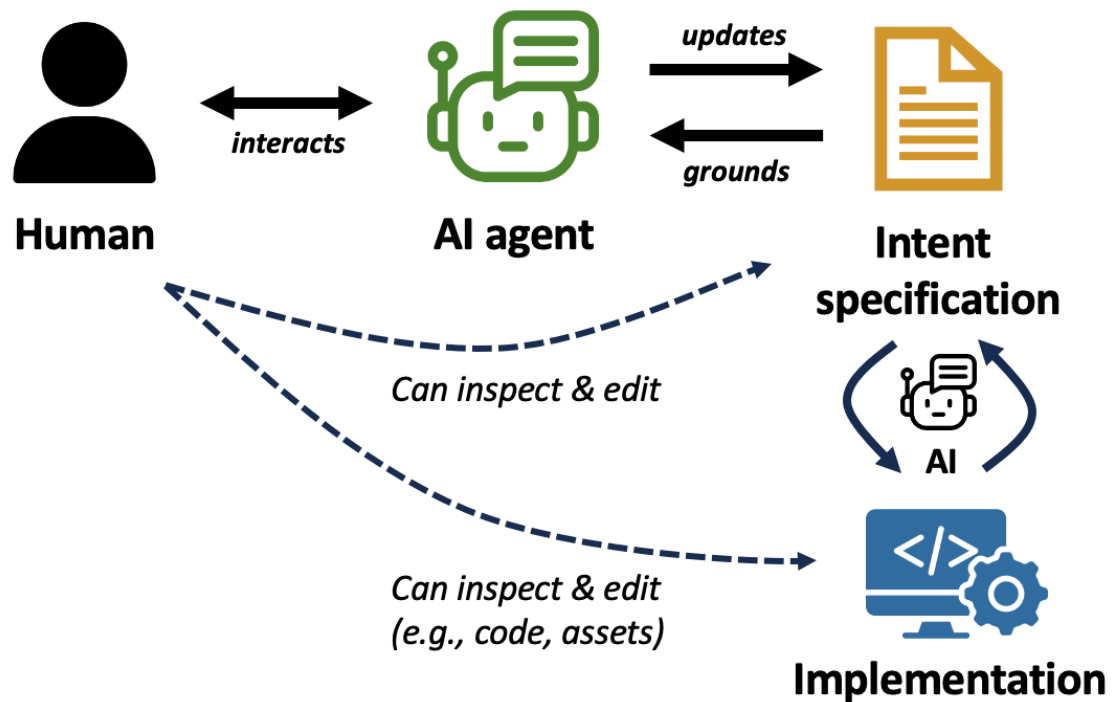 updates
interacts
grounds
Human
AI agent
Intent
specification
Can inspect & edit
AI
</>
Can inspect & edit
(e.g., code, assets)
Implementation